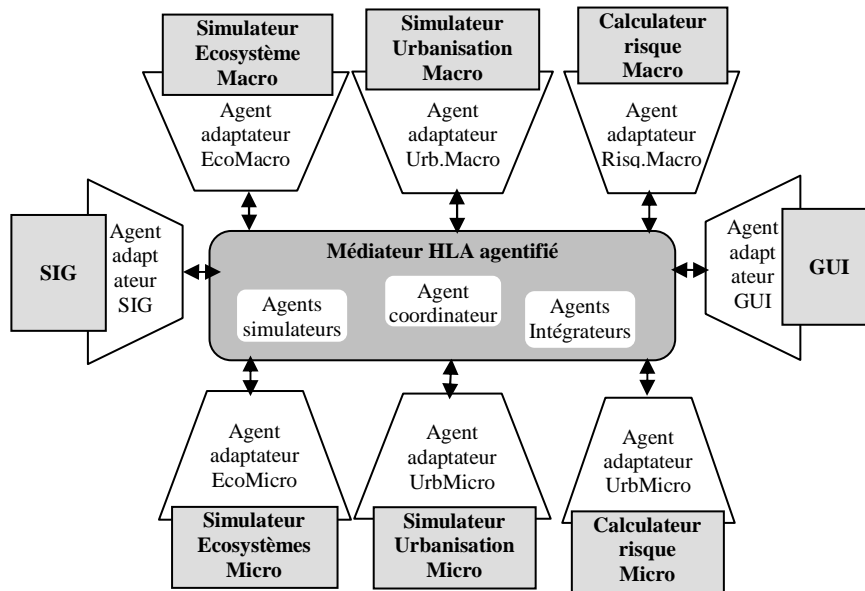 Simulateur
Ecosystème
Macro
Simulateur
Urbanisation
Macro
Calculateur
risque
Macro
Agent
adaptateur
EcoMacro
Agent
adaptateur
Urb.Macro
Agent
adaptateur
Risq.Macro
SIG
Agent
adapt
ateur
SIG
Médiateur HLA agentifié
Agents
simulateurs
Agent
coordinateur
Agents
Intégrateurs
Agent
adapt
ateur
GUI
GUI
Agent
adaptateur
EcoMicro
Agent
adaptateur
UrbMicro
Agent
adaptateur
UrbMicro
Simulateur
Ecosystèmes
Micro
Simulateur
Urbanisation
Micro
Calculateur
risque
Micro